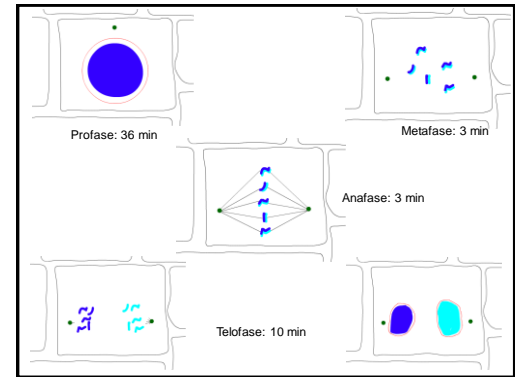 Profase: 36 min
Metafase: 3 min
Anafase: 3 min
Telofase: 10 min